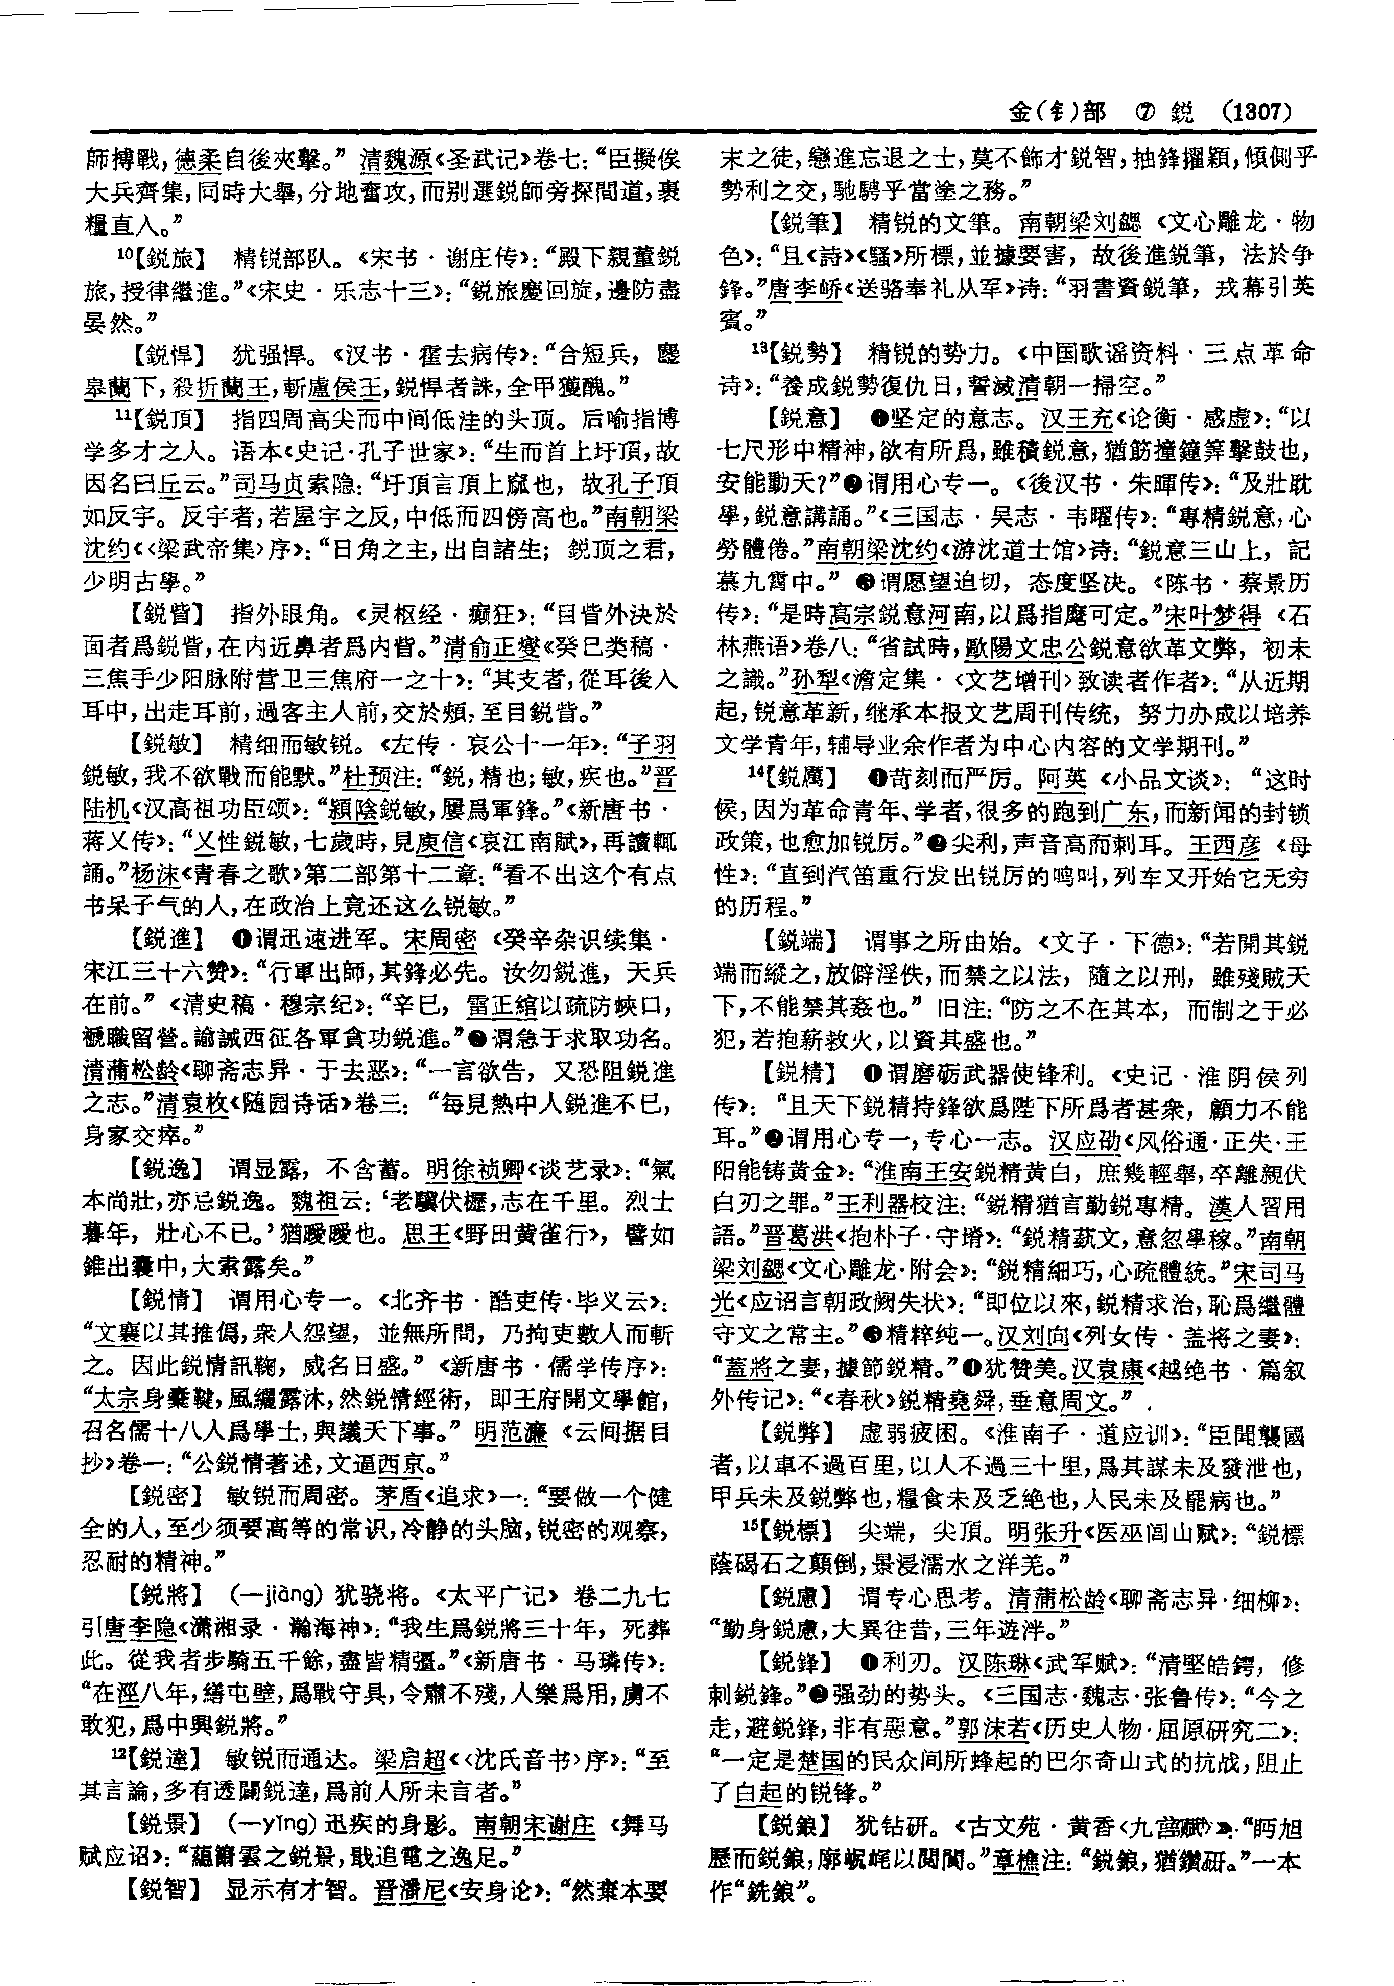 金(钅)部 ⑦ 鋭 (1307)
師搏戰，德柔自後夾擊。”清魏源《圣武记》卷七：“臣擬俟
大兵齊集，同時大舉，分地奮攻，而别選鋭師旁探間道，裹
糧直入。”
10【鋭旅】 精锐部队。《宋书·谢庄传》：“殿下親董鋭
旅，授律繼進。”《宋史·乐志十三》：“鋭旅慶回旋，邊防盡
晏然。”
【鋭悍】 犹强悍。《汉书·霍去病传》：“合短兵，鏖
皋蘭下，殺折蘭王，斬盧侯王，鋭悍者誅，全甲獲醜。”
11【鋭頂】 指四周高尖而中间低洼的头顶。后喻指博
学多才之人。语本《史记·孔子世家》：“生而首上圩頂，故
因名曰丘云。”司马贞索隐：“圩頂言頂上窳也，故孔子頂
如反宇。反宇者，若屋宇之反，中低而四傍高也。”南朝梁
沈约《〈梁武帝集〉序》：“日角之主，出自諸生；鋭顶之君，
少明古學。”
【鋭眥】 指外眼角。《灵枢经·癫狂》：“目眥外決於
面者爲鋭眥，在内近鼻者爲内眥。”清俞正燮《癸巳类稿·
三焦手少阳脉附营卫三焦府一之十》：“其支者，從耳後入
耳中，出走耳前，過客主人前，交於頰，至目鋭眥。”
【鋭敏】 精细而敏锐。《左传·哀公十一年》：“子羽
鋭敏，我不欲戰而能默。”杜预注：“鋭，精也；敏，疾也。”晋
陆机《汉高祖功臣颂》：“潁陰鋭敏，屢爲軍鋒。”《新唐书·
蒋乂传》：“乂性鋭敏，七歲時，見庾信《哀江南賦》，再讀輒
誦。”杨沫《青春之歌》第二部第十二章：“看不出这个有点
书呆子气的人，在政治上竟还这么锐敏。”
【鋭進】 ❶谓迅速进军。宋周密《癸辛杂识续集·
宋江三十六赞》：“行軍出師，其鋒必先。汝勿鋭進，天兵
在前。”《清史稿·穆宗纪》：“辛巳，雷正綰以疏防峽口，
褫職留營。諭誡西征各軍貪功鋭進。”❷谓急于求取功名。
清蒲松龄《聊斋志异·于去恶》：“一言欲告，又恐阻鋭進
之志。”清袁枚《随园诗话》卷三：“每見熱中人鋭進不已，
身家交瘁。”
【鋭逸】 谓显露，不含蓄。明徐祯卿《谈艺录》：“氣
本尚壯，亦忌鋭逸。魏祖云：‘老驥伏櫪，志在千里。烈士
暮年，壯心不已。’猶曖曖也。思王《野田黄雀行》，譬如
錐出囊中，大索露矣。”
【鋭情】 谓用心专一。《北齐书·酷吏传·毕义云》：
“文襄以其推僞，衆人怨望，並無所問，乃拘吏數人而斬
之。因此鋭情訊鞫，威名日盛。”《新唐书·儒学传序》：
“太宗身櫜鞬，風纚露沐，然鋭情經術，即王府開文學館，
召名儒十八人爲學士，與議天下事。”明范濂《云间据目
抄》卷一：“公鋭情著述，文逼西京。”
【鋭密】 敏锐而周密。茅盾《追求》一：“要做一个健
全的人，至少须要高等的常识，冷静的头脑，锐密的观察，
忍耐的精神。”
【鋭將】 (—jiàng) 犹骁将。《太平广记》卷二九七
引唐李隐《潇湘录·瀚海神》：“我生爲鋭將三十年，死葬
此。從我者步騎五千餘，盡皆精彊。”《新唐书·马璘传》：
“在涇八年，繕屯壁，爲戰守具，令肅不殘，人樂爲用，虜不
敢犯，爲中興鋭將。”
12【鋭達】 敏锐而通达。梁启超《〈沈氏音书〉序》：“至
其言論，多有透闢鋭達，爲前人所未言者。”
【鋭景】 (—yǐng) 迅疾的身影。南朝宋谢庄《舞马
赋应诏》：“藴籋雲之鋭景，戢追電之逸足。”
【鋭智】 显示有才智。晋潘尼《安身论》：“然棄本要
末之徒，戀進忘退之士，莫不飾才鋭智，抽鋒擢穎，傾側乎
勢利之交，馳騁乎當塗之務。”
【鋭筆】 精锐的文筆。南朝梁刘勰《文心雕龙·物
色》：“且《詩》《騷》所標，並據要害，故後進鋭筆，法於争
鋒。”唐李峤《送骆奉礼从军》诗：“羽書資鋭筆，戎幕引英
賓。”
13【鋭勢】 精锐的势力。《中国歌谣资料·三点革命
诗》：“養成鋭勢復仇日，誓滅清朝一掃空。”
【鋭意】 ❶坚定的意志。汉王充《论衡·感虚》：“以
七尺形中精神，欲有所爲，雖積鋭意，猶筯撞鐘筭擊鼓也，
安能動天？”❷谓用心专一。《後汉书·朱暉传》：“及壯耽
學，鋭意講誦。”《三国志·吴志·韦曜传》：“專精鋭意，心
勞體倦。”南朝梁沈约《游沈道士馆》诗：“鋭意三山上，記
慕九霄中。”❸谓愿望迫切，态度坚决。《陈书·蔡景历
传》：“是時高宗鋭意河南，以爲指麾可定。”宋叶梦得《石
林燕语》卷八：“省試時，歐陽文忠公鋭意欲革文弊，初未
之識。”孙犁《澹定集·〈文艺增刊〉致读者作者》：“从近期
起，锐意革新，继承本报文艺周刊传统，努力办成以培养
文学青年，辅导业余作者为中心内容的文学期刊。”
14【鋭厲】 ❶苛刻而严厉。阿英《小品文谈》：“这时
候，因为革命青年、学者，很多的跑到广东，而新闻的封锁
政策，也愈加锐厉。”❷尖利，声音高而刺耳。王西彦《母
性》：“直到汽笛重行发出锐厉的鸣叫，列车又开始它无穷
的历程。”
【鋭端】 谓事之所由始。《文子·下德》：“若開其鋭
端而縱之，放僻淫佚，而禁之以法，隨之以刑，雖殘賊天
下，不能禁其姦也。”旧注：“防之不在其本，而制之于必
犯，若抱薪救火，以資其盛也。”
【鋭精】 ❶谓磨砺武器使锋利。《史记·淮阴侯列
传》：“且天下鋭精持鋒欲爲陛下所爲者甚衆，顧力不能
耳。”❷谓用心专一，专心一志。汉应劭《风俗通·正失·王
阳能铸黄金》：“淮南王安鋭精黄白，庶幾輕舉，卒離親伏
白刃之罪。”王利器校注：“鋭精猶言勤鋭專精。漢人習用
語。”晋葛洪《抱朴子·守塉》：“鋭精藝文，意忽學稼。”南朝
梁刘勰《文心雕龙·附会》：“鋭精細巧，心疏體統。”宋司马
光《应诏言朝政阙失状》：“即位以來，鋭精求治，恥爲繼體
守文之常主。”❸精粹纯一。汉刘向《列女传·盖将之妻》：
“蓋將之妻，據節鋭精。”❹犹赞美。汉袁康《越绝书·篇叙
外传记》：“《春秋》鋭精堯舜，垂意周文。”
【鋭弊】 虚弱疲困。《淮南子·道应训》：“臣聞襲國
者，以車不過百里，以人不過三十里，爲其謀未及發泄也，
甲兵未及鋭弊也，糧食未及乏絶也，人民未及罷病也。”
15【鋭標】 尖端，尖頂。明张升《医巫闾山赋》：“鋭標
蔭碣石之顛倒，景浸濡水之洋羌。”
【鋭慮】 谓专心思考。清蒲松龄《聊斋志异·细柳》：
“勤身鋭慮，大異往昔，三年遊泮。”
【鋭鋒】 ❶利刃。汉陈琳《武军赋》：“清堅皓鍔，修
刺鋭鋒。”❷强劲的势头。《三国志·魏志·张鲁传》：“今之
走，避鋭鋒，非有惡意。”郭沫若《历史人物·屈原研究二》：
“一定是楚国的民众间所蜂起的巴尔奇山式的抗战，阻止
了白起的锐锋。”
【鋭鋃】 犹钻研。《古文苑·黄香〈九宫赋〉》：“眄旭
歷而鋭鋃，廓岲峞以閌閬。”章樵注：“鋭鋃，猶鑽研。”一本
作“銑鋃”。